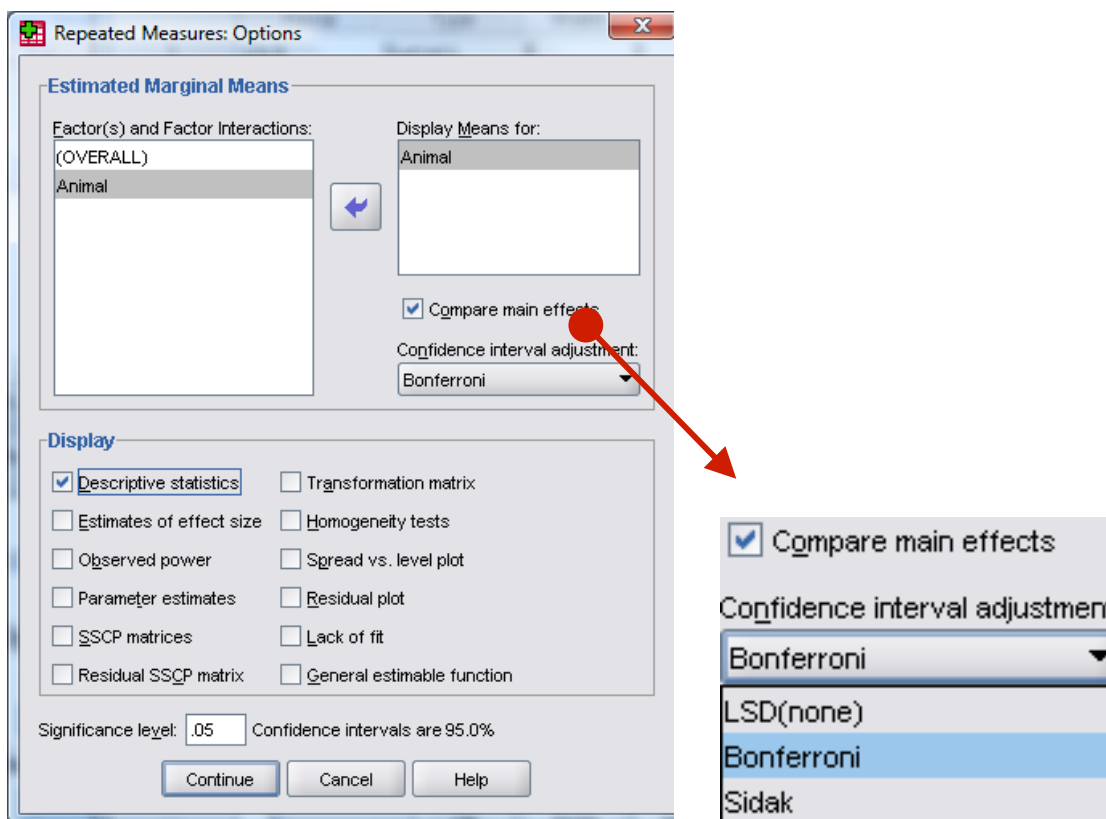 Repeated Measures: Options
Estimated Marginal Means
Factor(s) and Factor Interactions:
(OVERALL)
Animal
Display Means for:
Animal
Compare main effects
Confidence interval adjustment:
Bonferroni
Display
Descriptive statistics
Transformation matrix
Estimates of effect size
Homogeneity tests
Observed power
Spread vs. level plot
Parameter estimates
Residual plot
SSCP matrices
Lack of fit
Residual SSCP matrix
General estimable function
Significance level: .05 Confidence intervals are 95.0%
Continue Cancel Help
Compare main effects
Confidence interval adjustmen
Bonferroni
LSD(none)
Bonferroni
Sidak